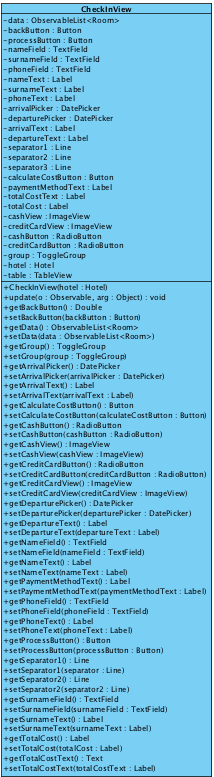 CheckInView
-data : ObservableList<Room>
-backButton : Button
-processButton : Button
-nameField : TextField
-surnameField : TextField
-phoneField : TextField
-nameText : Label
-surnameText : Label
-phoneText : Label
-arrivalPicker : DatePicker
-departurePicker : DatePicker
-arrivalText : Label
-departureText : Label
-separator1 : Line
-separator2 : Line
-separator3 : Line
-calculateCostButton : Button
-paymentMethodText : Label
-totalCostText : Label
-totalCost : Label
-cashView : ImageView
-creditCardView : ImageView
-cashButton : RadioButton
-creditCardButton : RadioButton
-group : ToggleGroup
-hotel : Hotel
-table : TableView
+CheckInView(hotel : Hotel)
+update(o : Observable, arg : Object) : void
+getBackButton() : Double
+setBackButton(backButton : Button)
+getData() : ObservableList<Room>
+setData(data : ObservableList<Room>)
+getGroup() : ToggleGroup
+setGroup(group : ToggleGroup)
+getArrivalPicker() : DatePicker
+setArrivalPicker(arrivalPicker : DatePicker)
+getArrivalText() : Label
+setArrivalText(arrivalText : Label)
+getCalculateCostButton() : Button
+setCalculateCostButton(calculateCostButton : Button)
+getCashButton() : RadioButton
+setCashButton(cashButton : RadioButton)
+getCashView() : ImageView
+setCashView(cashView : ImageView)
+getCreditCardButton() : RadioButton
+setCreditCardButton(creditCardButton : RadioButton)
+getCreditCardView() : ImageView
+setCreditCardView(creditCardView : ImageView)
+getDeparturePicker() : DatePicker
+setDeparturePicker(departurePicker : DatePicker)
+getDepartureText() : Label
+setDepartureText(departureText : Label)
+getNameField() : TextField
+setNameField(nameField : TextField)
+getNameText() : Label
+setNameText(nameText : Label)
+getPaymentMethodText() : Label
+setPaymentMethodText(paymentMethodText : Label)
+getPhoneField() : TextField
+setPhoneField(phoneField : TextField)
+getPhoneText() : Label
+setPhoneText(phoneText : Label)
+getProcessButton() : Button
+setProcessButton(processButton : Button)
+getSeparator1() : Line
+setSeparator1(separator : Line)
+getSeparator2() : Line
+setSeparator2(separator2 : Line)
+getSurnameField() : TextField
+setSurnameField(surnameField : TextField)
+getSurnameText() : Label
+setSurnameText(surnameText : Label)
+getTotalCost() : Label
+setTotalCost(totalCost : Label)
+getTotalCostText() : Text
+setTotalCostText(totalCostText : Label)